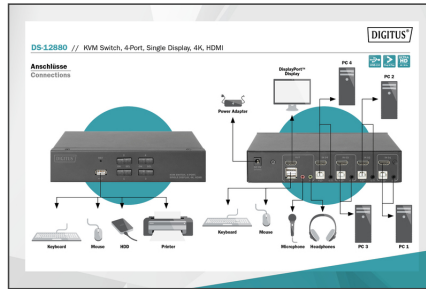 DIGITUS®
DS-12880 // KVM Switch, 4-Port, Single Display, 4K, HDMI
Anschlüsse
Connections
DisplayPort™
Display
PC 4
PC 2
Power Adapter
DIGITUS
Keyboard
Mouse
HDD
Printer
Keyboard
Mouse
Microphone
Headphones
PC 3
PC 1